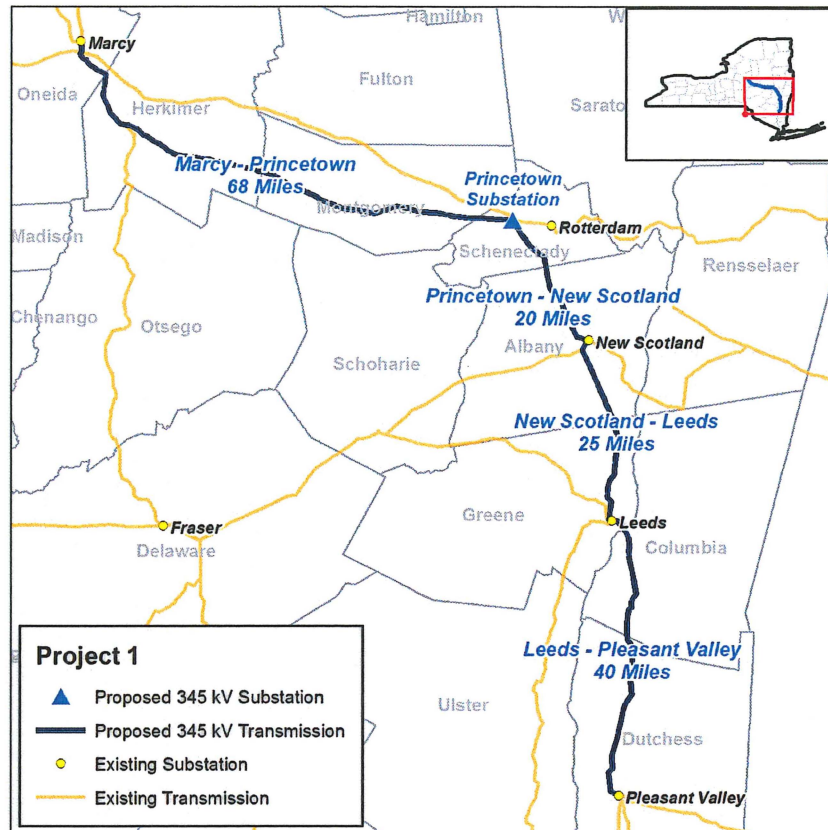 Hamilton
W
Marcy
Fulton
Oneida
Herkimer
Sarato
Marcy - Princetown
68 Miles
Princetown
Substation
Montgomery
Rotterdam
Madison
Schenectady
Rensselaer
Princetown - New Scotland
20 Miles
Chenango
Otsego
New Scotland
Albany
Schoharie
New Scotland - Leeds
25 Miles
Greene
Leeds
Fraser
Delaware
Columbia
Project 1
Proposed 345 kV Substation
Proposed 345 kV Transmission
Existing Substation
Existing Transmission
Leeds - Pleasant Valley
40 Miles
Ulster
Dutchess
Pleasant Valley